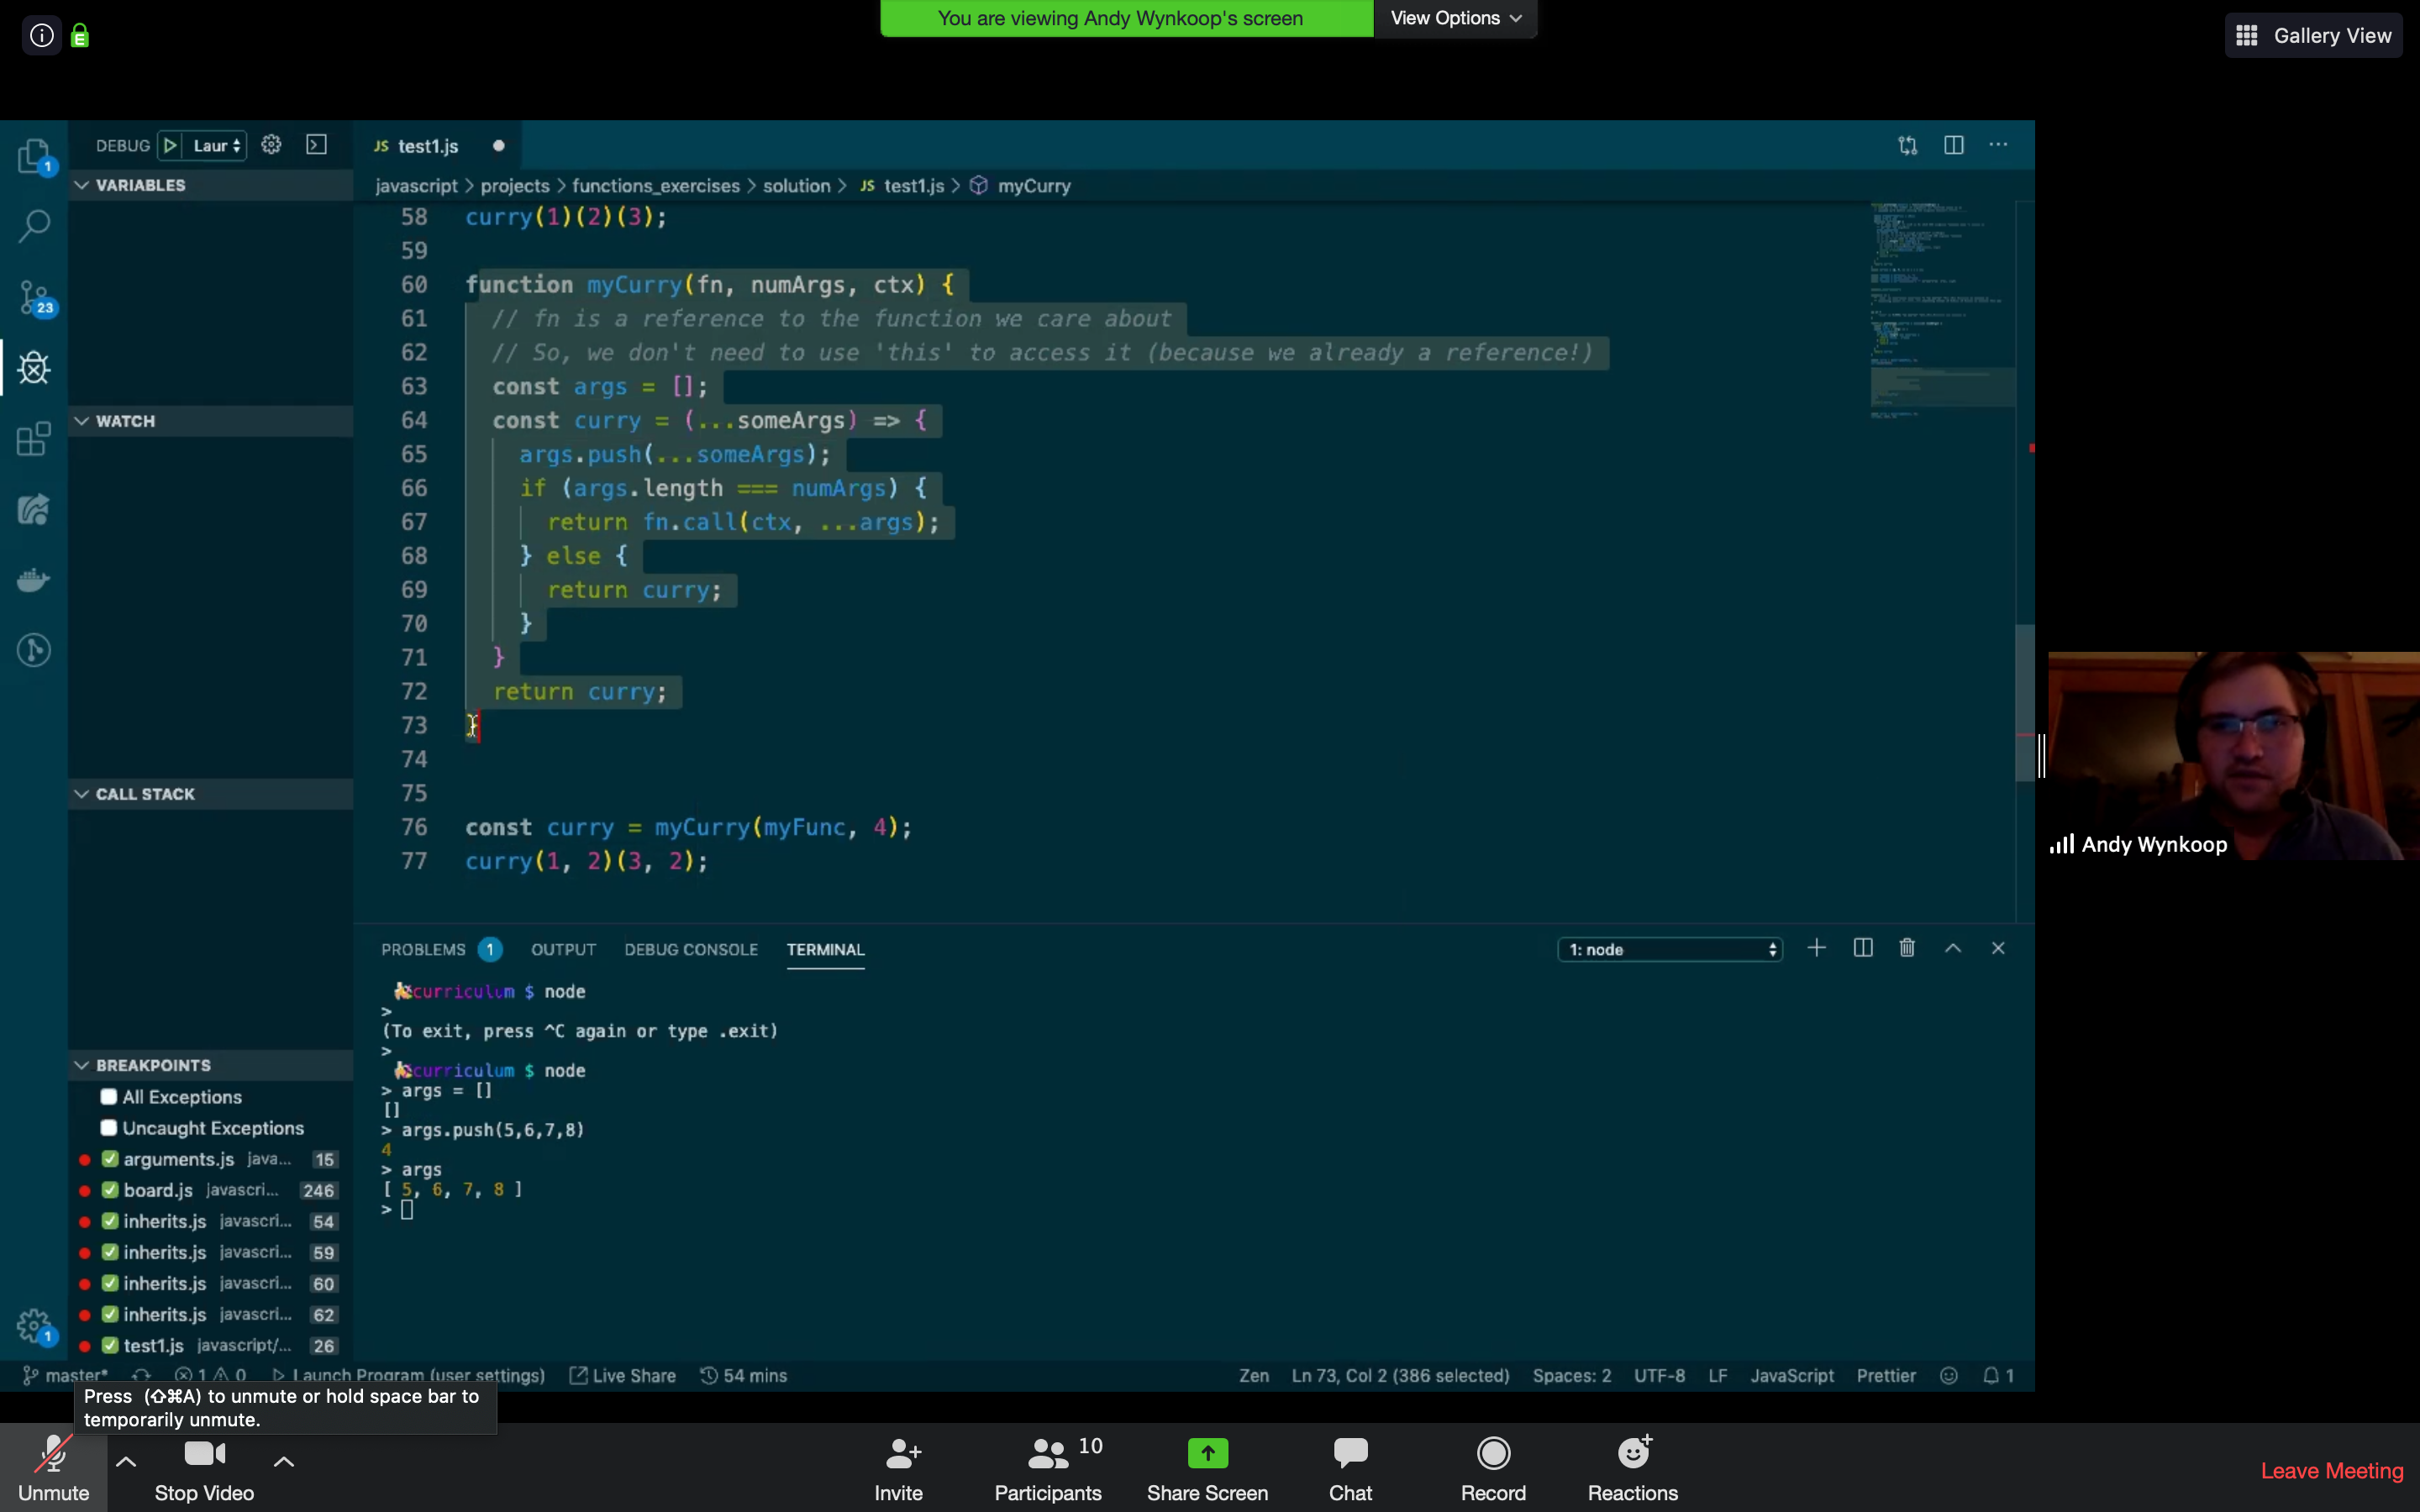 You are viewing Andy Wynkoop's screen
View Options
Gallery View
DEBUG
Laur
JS test1.js
1
VARIABLES
javascript > projects > functions_exercises > solution > JS test1.js > myCurry
58 curry(1)(2)(3);
59
60 function myCurry(fn, numArgs, ctx) {
61 // fn is a reference to the function we care about
62 // So, we don't need to use 'this' to access it (because we already a reference!)
63 const args = [];
64 const curry = (...someArgs) => {
65 args.push(...someArgs);
66 if (args.length === numArgs) {
67 return fn.call(ctx, ...args);
68 } else {
69 return curry;
70 }
71 }
72 return curry;
73 }
74
75
76 const curry = myCurry(myFunc, 4);
77 curry(1, 2)(3, 2);
23
WATCH
CALL STACK
Andy Wynkoop
PROBLEMS 1 OUTPUT DEBUG CONSOLE TERMINAL
1: node
curriculum $ node
>
(To exit, press ^C again or type .exit)
>
curriculum $ node
> args = []
[]
> args.push(5,6,7,8)
4
> args
[ 5, 6, 7, 8 ]
>
BREAKPOINTS
All Exceptions
Uncaught Exceptions
arguments.js java... 15
board.js javascri... 246
inherits.js javascri... 54
inherits.js javascri... 59
inherits.js javascri... 60
inherits.js javascri... 62
test1.js javascript/... 26
1
master* 1 0 Launch Program (user settings) Live Share 54 mins
Zen Ln 73, Col 2 (386 selected) Spaces: 2 UTF-8 LF JavaScript Prettier 1
Press (⇧⌘A) to unmute or hold space bar to
temporarily unmute.
Unmute
Stop Video
Invite
10
Participants
Share Screen
Chat
Record
Reactions
Leave Meeting